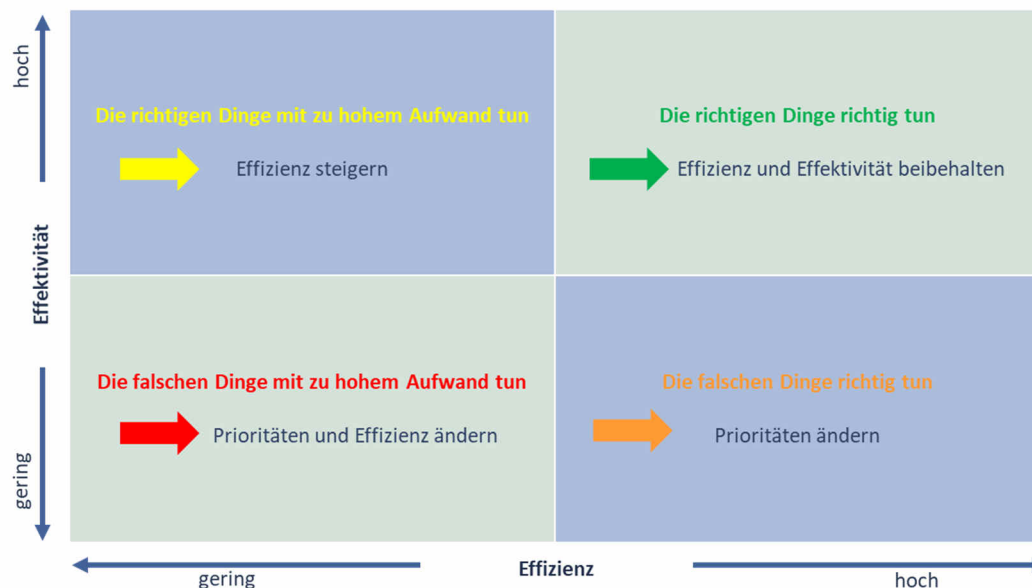 hoch
Die richtigen Dinge mit zu hohem Aufwand tun
Effizienz steigern
Die richtigen Dinge richtig tun
Effizienz und Effektivität beibehalten
Effektivität
Die falschen Dinge mit zu hohem Aufwand tun
Prioritäten und Effizienz ändern
Die falschen Dinge richtig tun
Prioritäten ändern
gering
gering
Effizienz
hoch